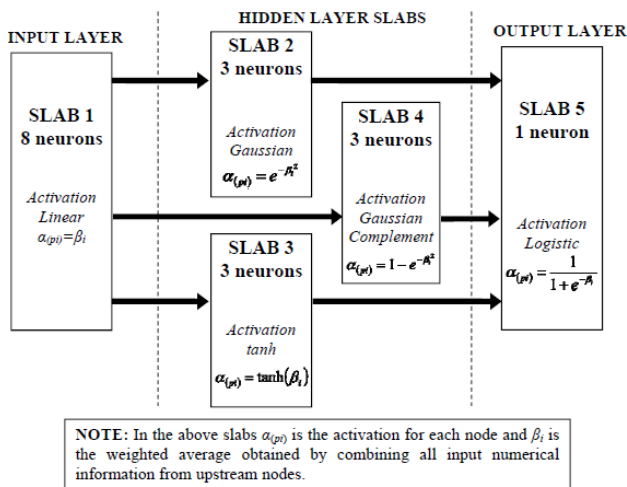 HIDDEN LAYER SLABS
INPUT LAYER
OUTPUT LAYER
SLAB 1
8 neurons
Activation
Linear
α(pi)=βi
SLAB 2
3 neurons
Activation
Gaussian
α(pi) = e^-βi²
SLAB 3
3 neurons
Activation
tanh
α(pi) = tanh(βi)
SLAB 4
3 neurons
Activation
Gaussian
Complement
α(pi) = 1 − e^-βi²
SLAB 5
1 neuron
Activation
Logistic
α(pi) = 1 / (1 + e^-βi)
NOTE: In the above slabs α(pi) is the activation for each node and βi is
the weighted average obtained by combining all input numerical
information from upstream nodes.